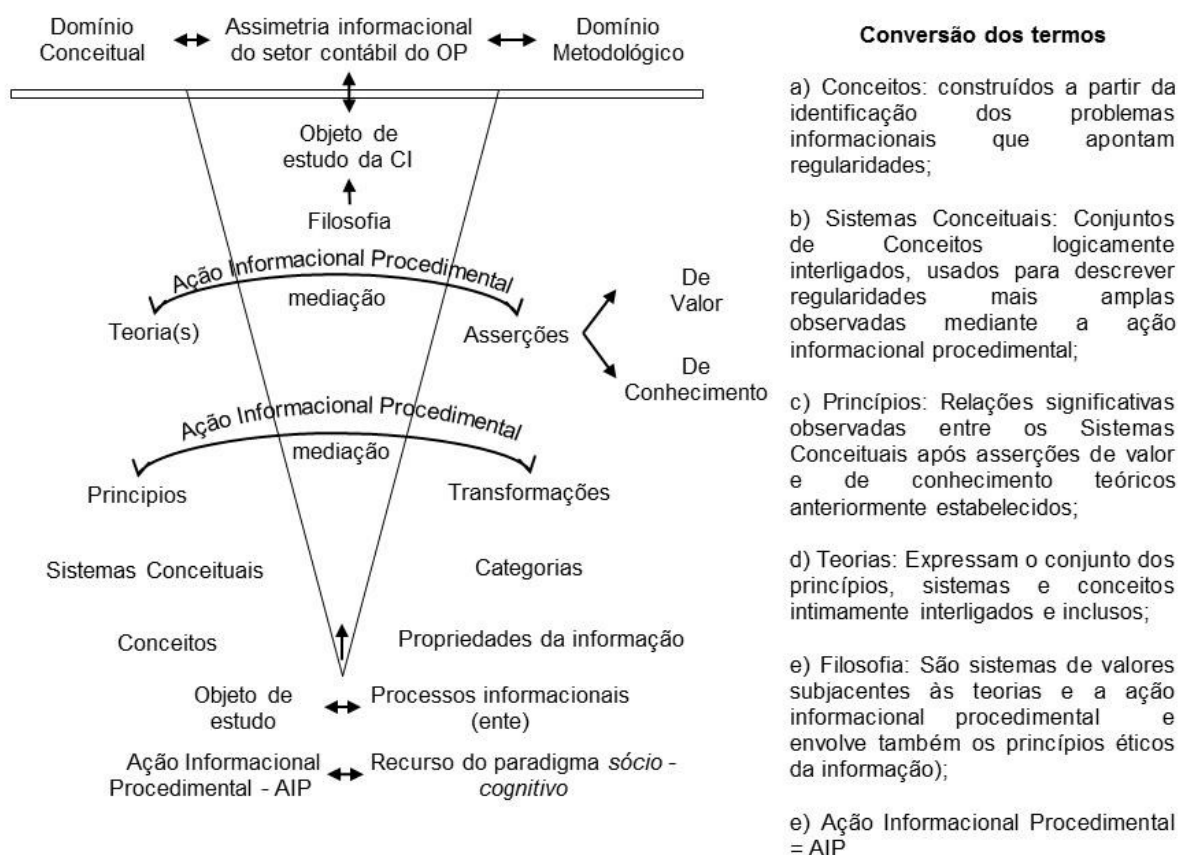 Domínio
Conceitual
Assimetria informacional
do setor contábil do OP
Domínio
Metodológico
Objeto de
estudo da CI
Filosofia
Ação Informacional Procedimental
mediação
Teoria(s)
Asserções
De
Valor
De
Conhecimento
Ação Informacional Procedimental
mediação
Principios
Transformações
Sistemas Conceituais
Categorias
Conceitos
Propriedades da informação
Objeto de
estudo
Processos informacionais
(ente)
Ação Informacional
Procedimental - AIP
Recurso do paradigma sócio -
cognitivo
Conversão dos termos
a) Conceitos: construídos a partir da
identificação dos problemas
informacionais que apontam
regularidades;
b) Sistemas Conceituais: Conjuntos
de Conceitos logicamente
interligados, usados para descrever
regularidades mais amplas
observadas mediante a ação
informacional procedimental;
c) Princípios: Relações significativas
observadas entre os Sistemas
Conceituais após asserções de valor
e de conhecimento teóricos
anteriormente estabelecidos;
d) Teorias: Expressam o conjunto dos
princípios, sistemas e conceitos
intimamente interligados e inclusos;
e) Filosofia: São sistemas de valores
subjacentes às teorias e a ação
informacional procedimental e
envolve também os princípios éticos
da informação);
e) Ação Informacional Procedimental
= AIP